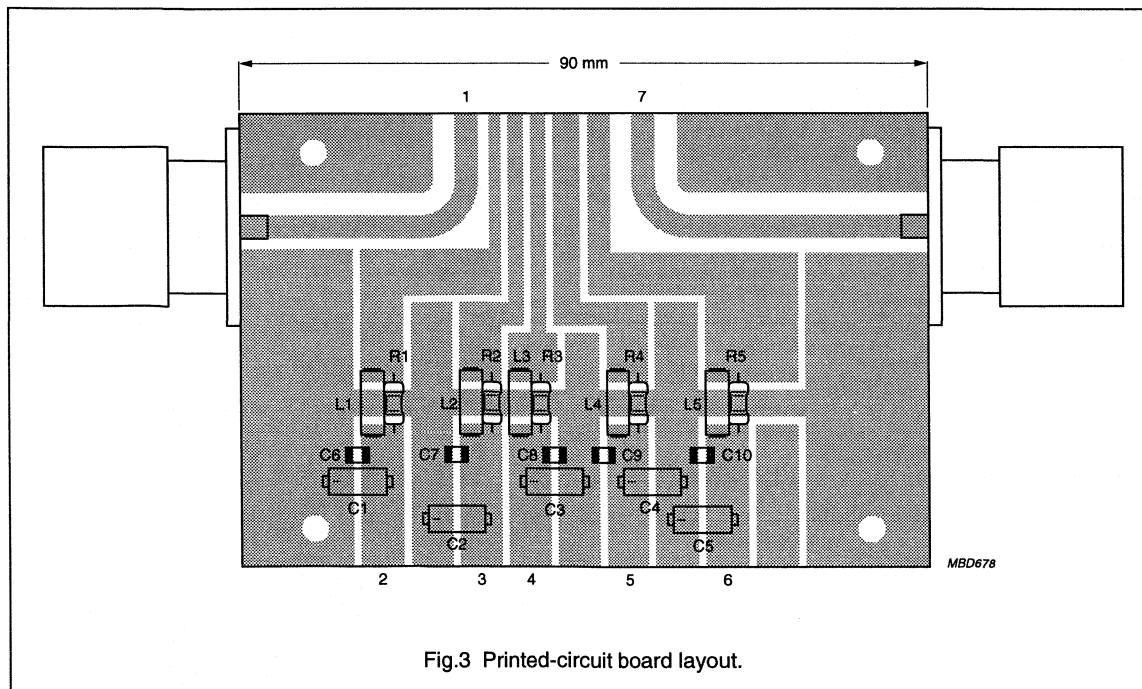 90 mm
1 7
R1 R2 L3 R3 R4 R5
L1 L2 L4 L5
C6 C7 C8 C9 C10
C1 C3 C4
C2 C5
2 3 4 5 6
MBD678
Fig.3 Printed-circuit board layout.